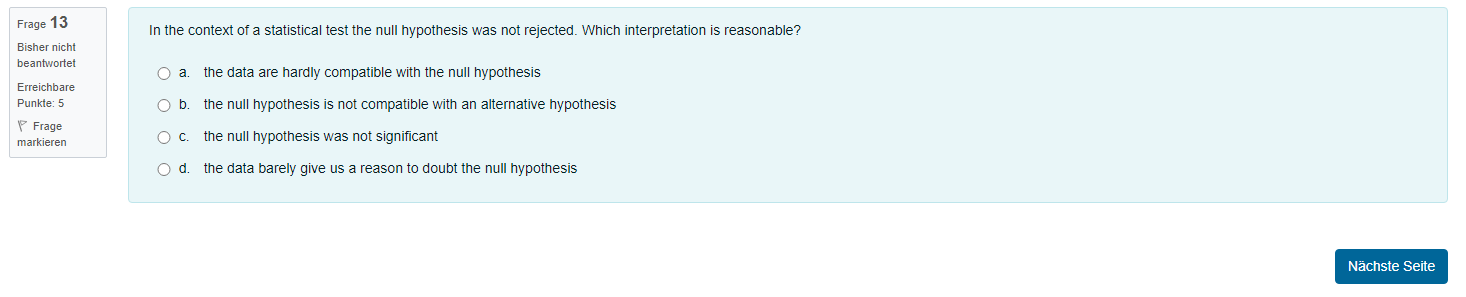 Frage 13
Bisher nicht
beantwortet
Erreichbare
Punkte: 5
Frage
markieren
In the context of a statistical test the null hypothesis was not rejected. Which interpretation is reasonable?
a. the data are hardly compatible with the null hypothesis
b. the null hypothesis is not compatible with an alternative hypothesis
c. the null hypothesis was not significant
d. the data barely give us a reason to doubt the null hypothesis
Nächste Seite